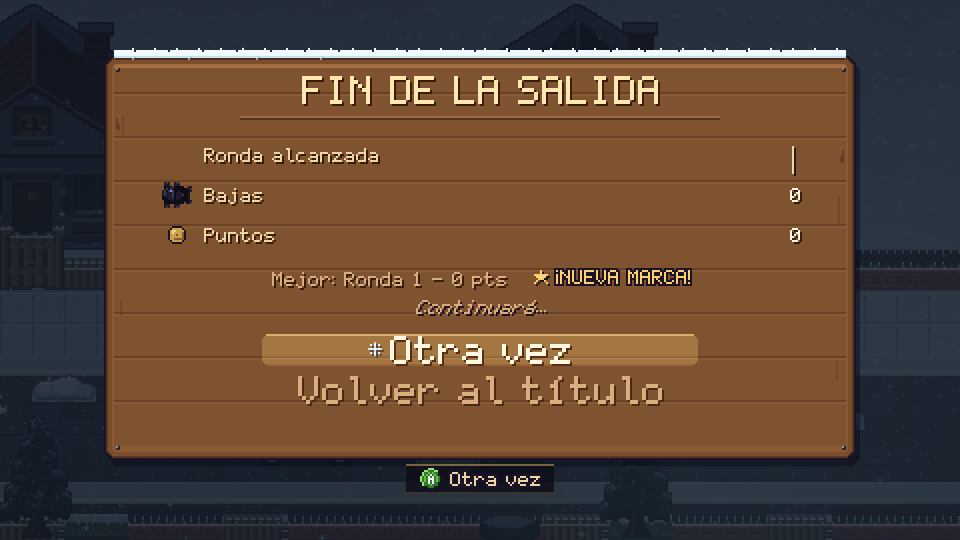 FIN DE LA SALIDA
Ronda alcanzada |
Bajas 0
Puntos 0
Mejor: Ronda 1 - 0 pts ★ ¡NUEVA MARCA!
Continuará…
*Otra vez
Volver al título
A Otra vez